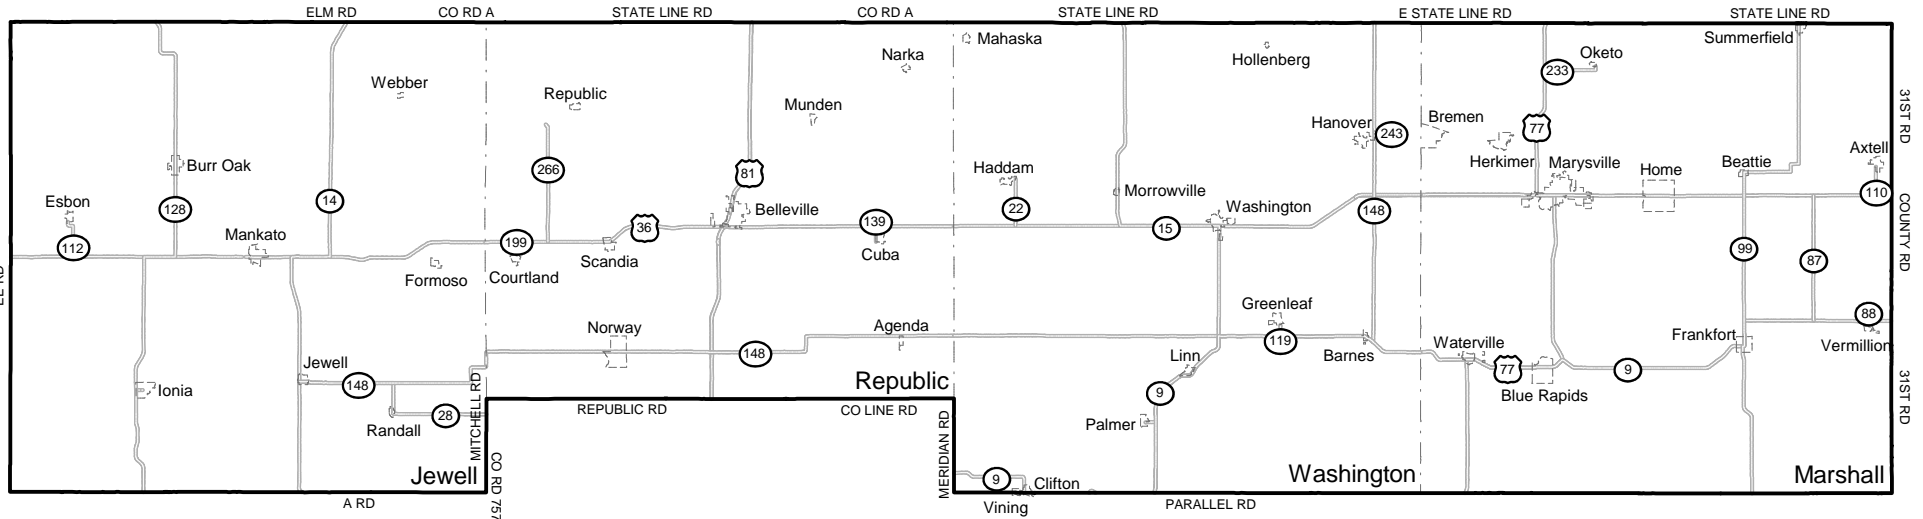 ELM RD
CO RD A
STATE LINE RD
CO RD A
STATE LINE RD
E STATE LINE RD
STATE LINE RD
Mahaska
Summerfield
Narka
Hollenberg
Oketo
Webber
233
Republic
Munden
31ST RD
Hanover
243
Bremen
77
Herkimer
Marysville
Beattie
Axtell
Burr Oak
266
81
Haddam
Home
Esbon
128
14
Belleville
22
Morrowville
110
COUNTY RD
112
Mankato
199
36
139
15
Washington
148
99
87
Formoso
Courtland
Scandia
Cuba
Norway
Agenda
Greenleaf
119
Barnes
Waterville
Frankfort
88
Vermillion
Jewell
148
148
Republic
Linn
77
9
Ionia
Blue Rapids
31ST RD
28
Randall
MITCHELL RD
REPUBLIC RD
CO LINE RD
MERIDIAN RD
9
Palmer
Jewell
CO RD 757
9
Clifton
Vining
Washington
Marshall
A RD
PARALLEL RD